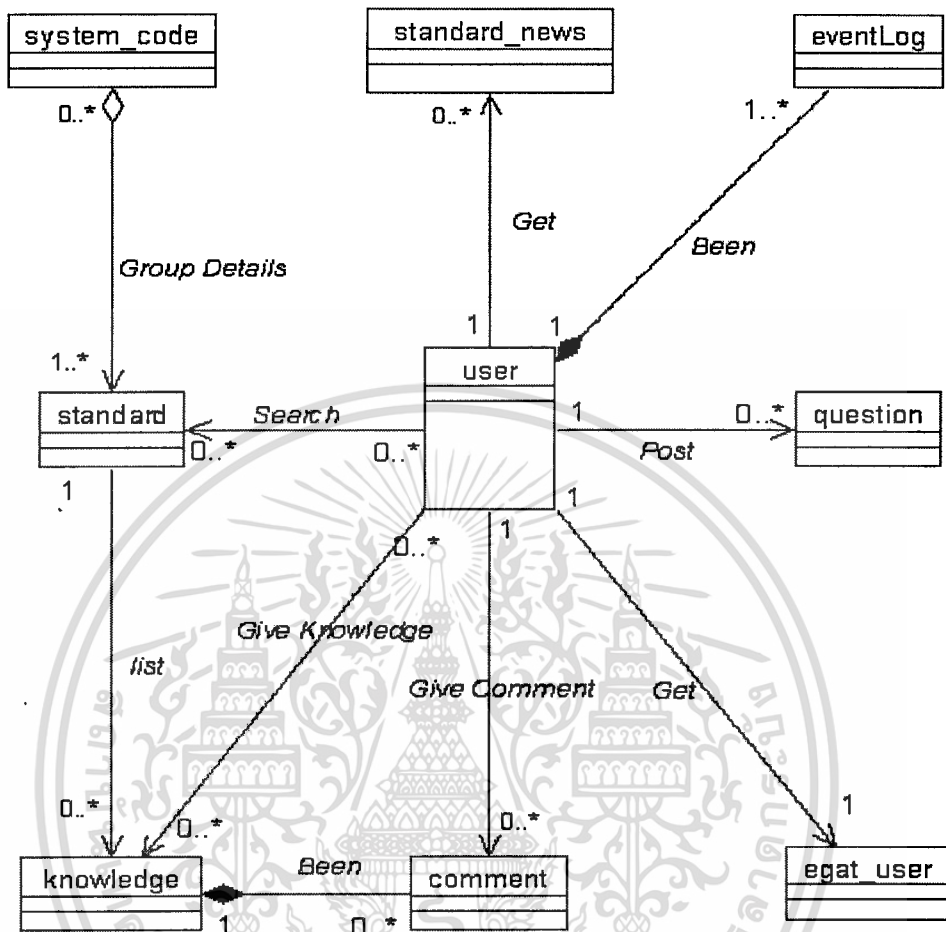 system_code
standard_news
eventLog
0..*
0..*
1..*
Get
Been
Group Details
1
1
1..*
user
standard
Search
1
0..*
question
0..*
0..*
Post
1
0..*
1
1
Give Knowledge
list
Give Comment
Get
0..*
0..*
0..*
1
knowledge
Been
comment
egat_user
1
0..*